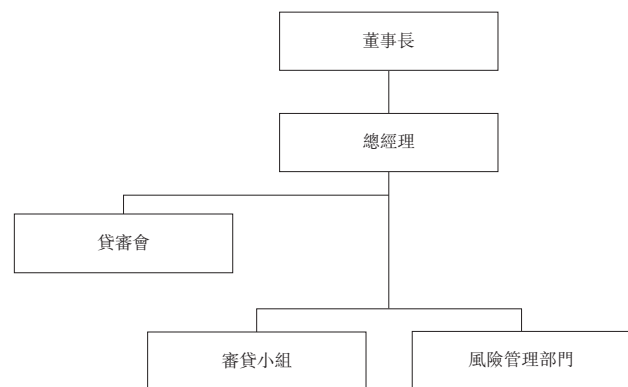 董事長
總經理
貸審會
審貸小組
風險管理部門